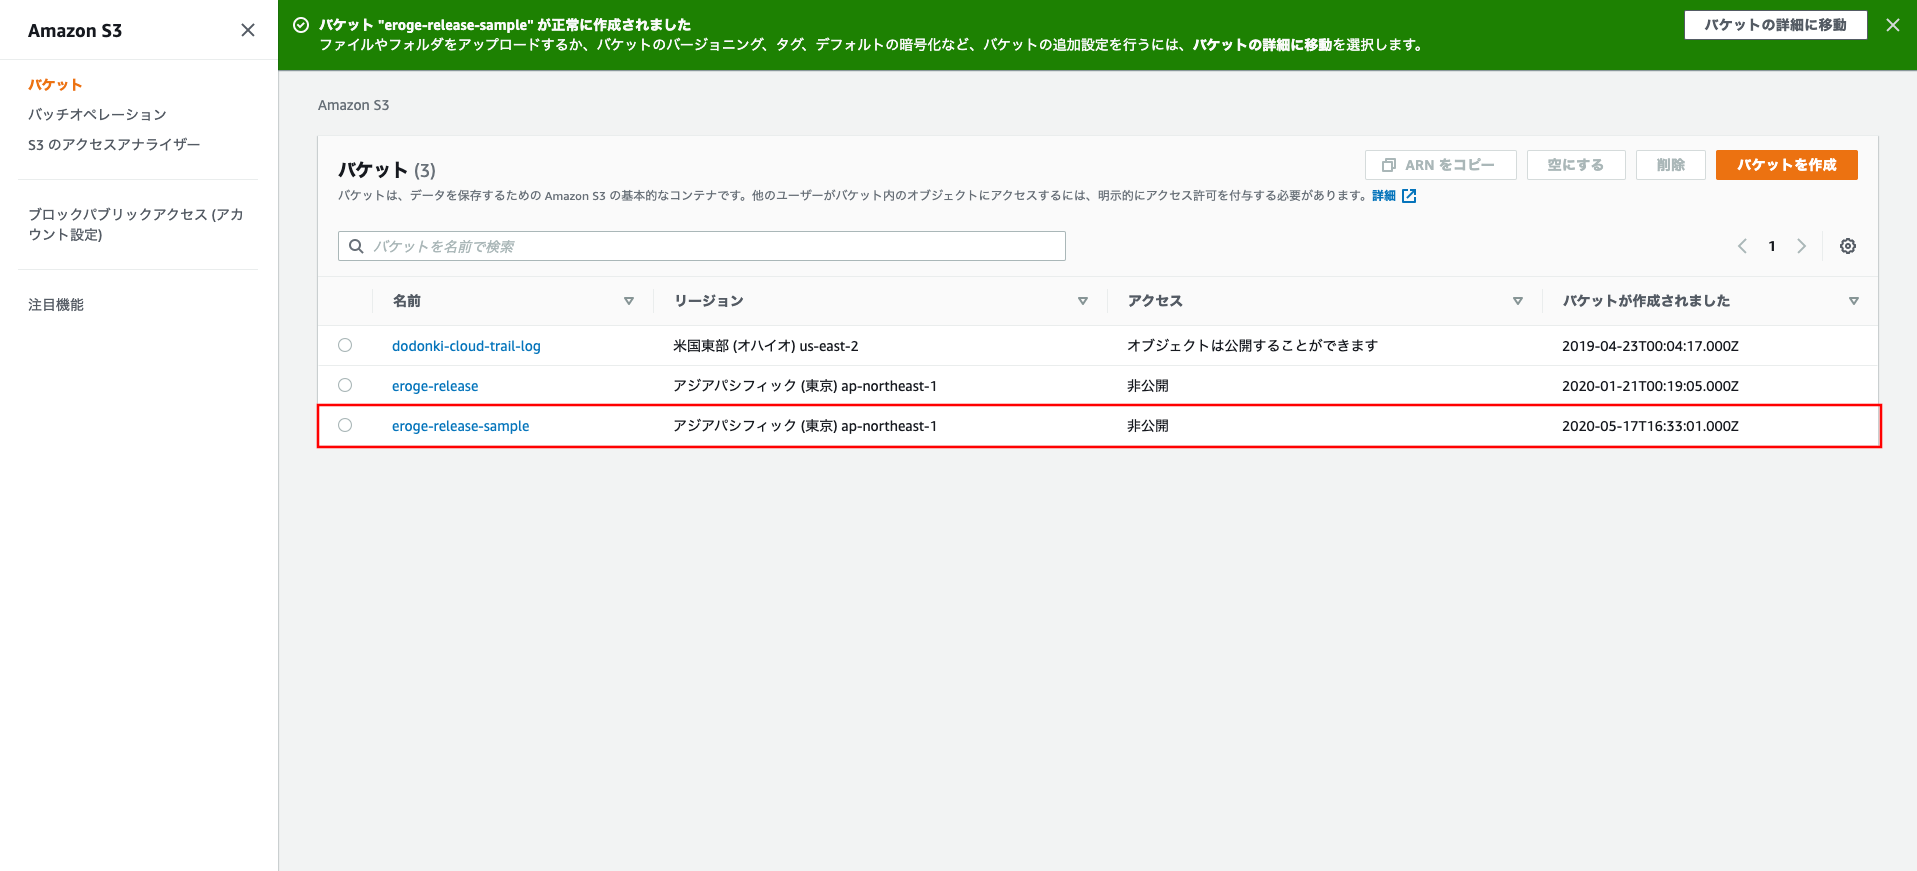 Amazon S3
バケット
バッチオペレーション
S3 のアクセスアナライザー
ブロックパブリックアクセス (アカ
ウント設定)
注目機能
バケット "eroge-release-sample" が正常に作成されました
ファイルやフォルダをアップロードするか、バケットのバージョニング、タグ、デフォルトの暗号化など、バケットの追加設定を行うには、バケットの詳細に移動を選択します。
バケットの詳細に移動
Amazon S3
バケット (3)
ARN をコピー
空にする
削除
バケットを作成
バケットは、データを保存するための Amazon S3 の基本的なコンテナです。他のユーザーがバケット内のオブジェクトにアクセスするには、明示的にアクセス許可を付与する必要があります。詳細
バケットを名前で検索
1
名前 リージョン アクセス バケットが作成されました
dodonki-cloud-trail-log 米国東部 (オハイオ) us-east-2 オブジェクトは公開することができます 2019-04-23T00:04:17.000Z
eroge-release アジアパシフィック (東京) ap-northeast-1 非公開 2020-01-21T00:19:05.000Z
eroge-release-sample アジアパシフィック (東京) ap-northeast-1 非公開 2020-05-17T16:33:01.000Z